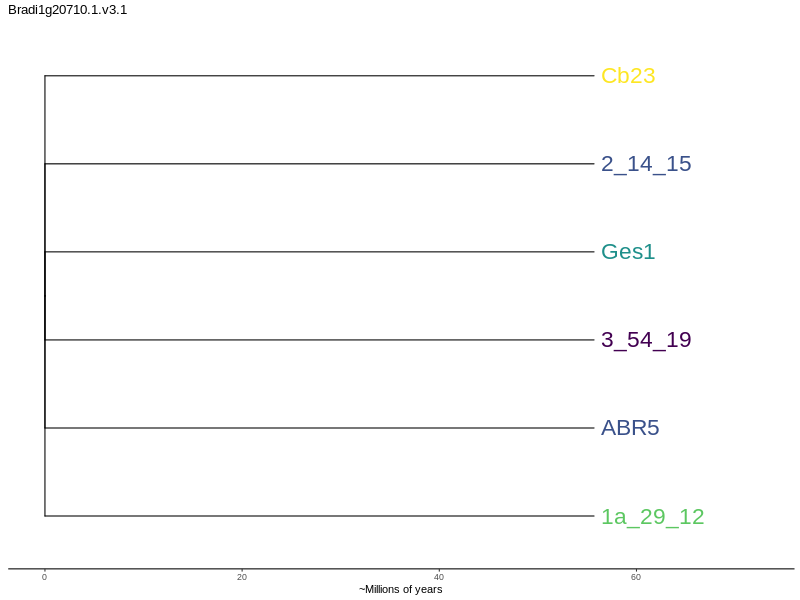 Bradi1g20710.1.v3.1
Cb23
2_14_15
Ges1
3_54_19
ABR5
1a_29_12
0 20 40 60
~Millions of years